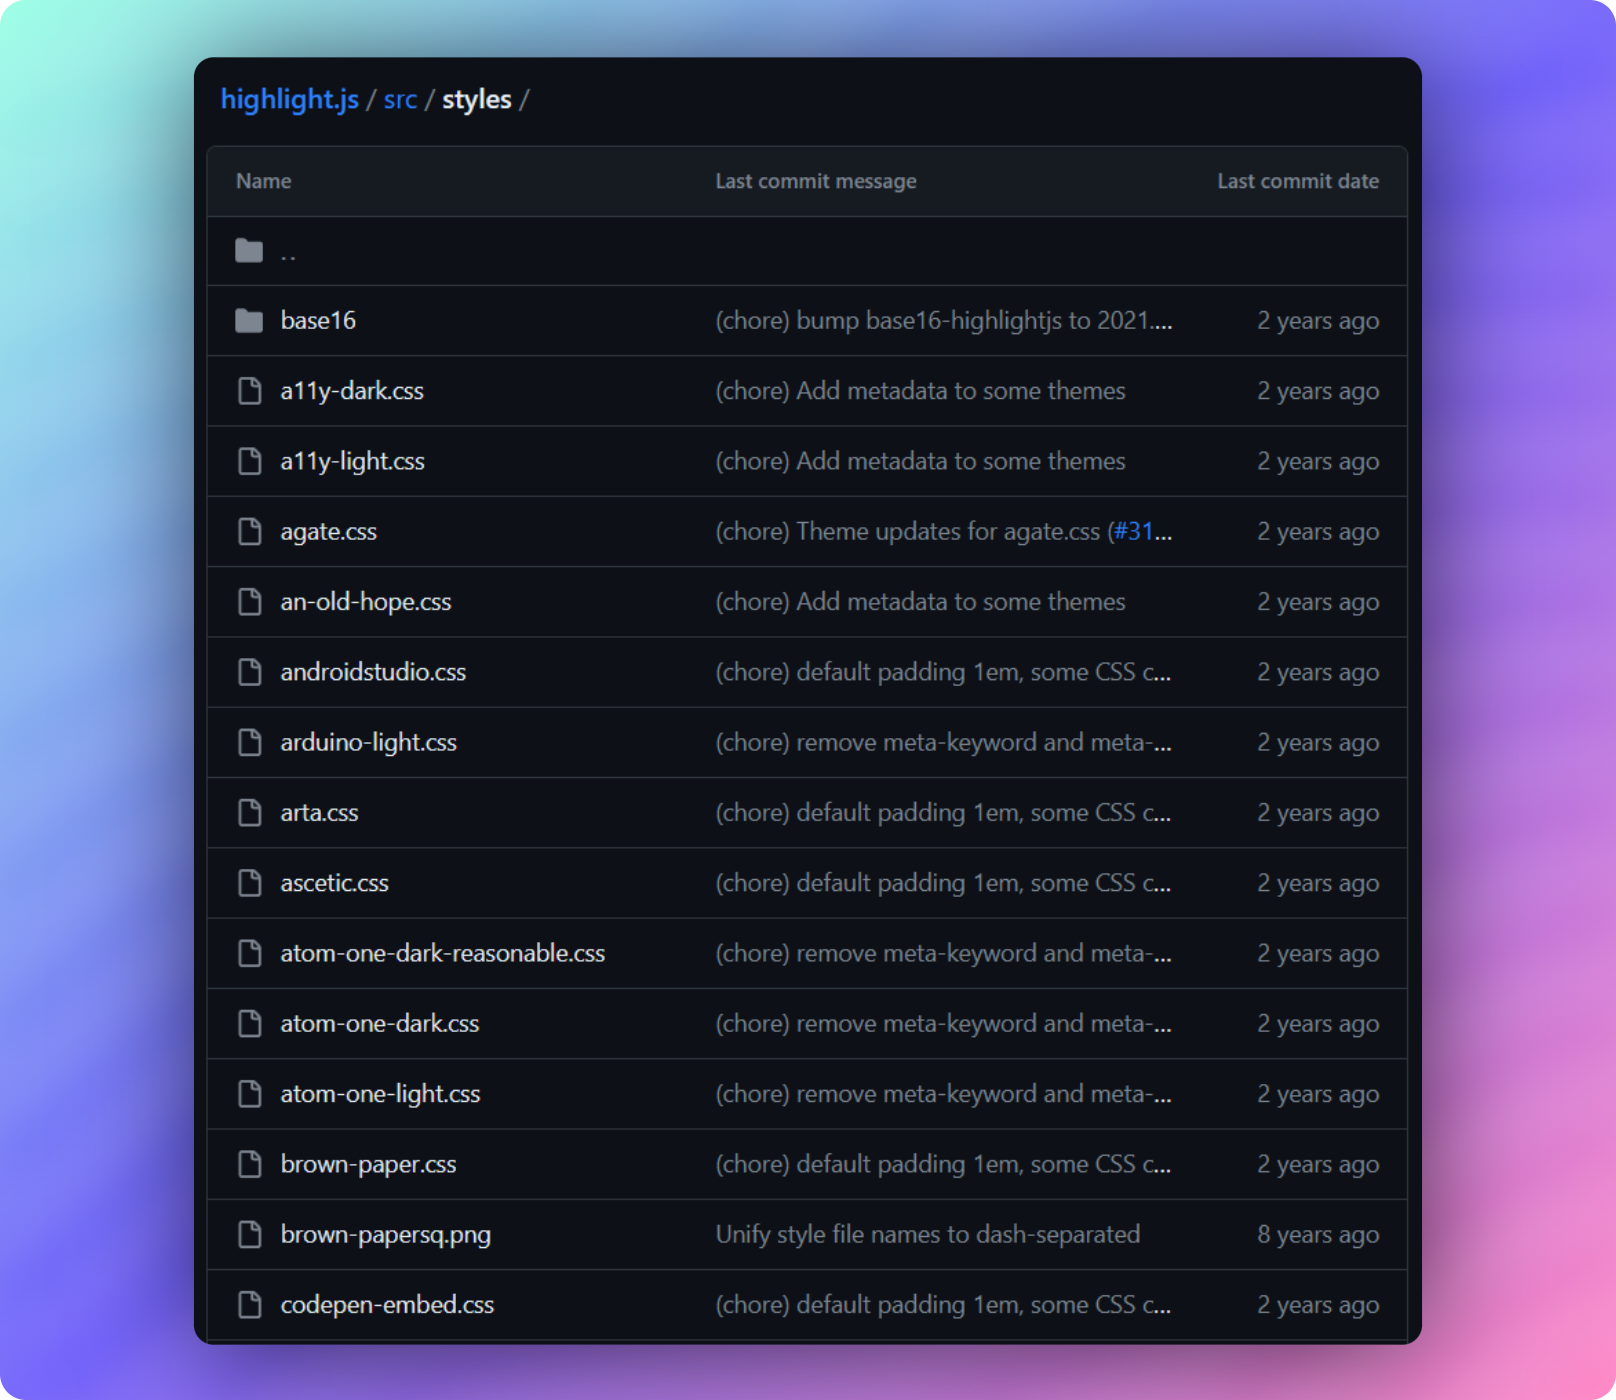 highlight.js / src / styles /
Name Last commit message Last commit date
..
base16 (chore) bump base16-highlightjs to 2021.... 2 years ago
a11y-dark.css (chore) Add metadata to some themes 2 years ago
a11y-light.css (chore) Add metadata to some themes 2 years ago
agate.css (chore) Theme updates for agate.css (#31... 2 years ago
an-old-hope.css (chore) Add metadata to some themes 2 years ago
androidstudio.css (chore) default padding 1em, some CSS c... 2 years ago
arduino-light.css (chore) remove meta-keyword and meta-... 2 years ago
arta.css (chore) default padding 1em, some CSS c... 2 years ago
ascetic.css (chore) default padding 1em, some CSS c... 2 years ago
atom-one-dark-reasonable.css (chore) remove meta-keyword and meta-... 2 years ago
atom-one-dark.css (chore) remove meta-keyword and meta-... 2 years ago
atom-one-light.css (chore) remove meta-keyword and meta-... 2 years ago
brown-paper.css (chore) default padding 1em, some CSS c... 2 years ago
brown-papersq.png Unify style file names to dash-separated 8 years ago
codepen-embed.css (chore) default padding 1em, some CSS c... 2 years ago